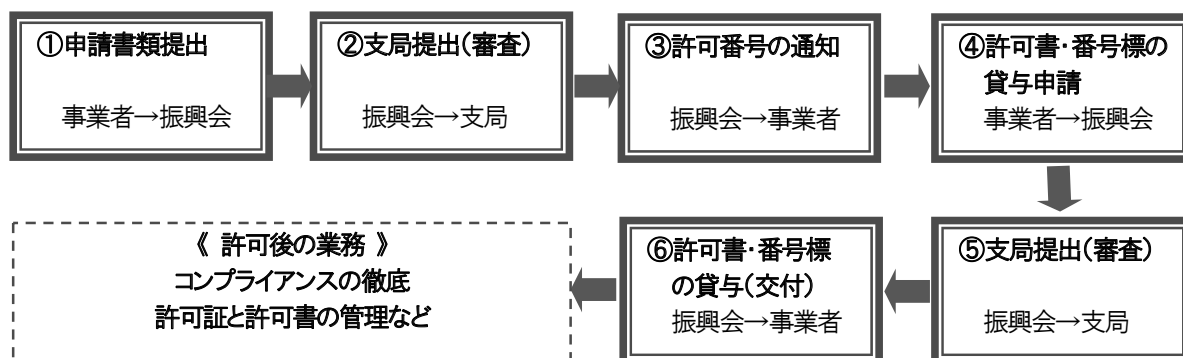 ①申請書類提出
事業者→振興会
②支局提出（審査）
振興会→支局
③許可番号の通知
振興会→事業者
④許可書・番号標の
貸与申請
事業者→振興会
⑤支局提出（審査）
振興会→支局
⑥許可書・番号標
の貸与（交付）
振興会→事業者
《 許可後の業務 》
コンプライアンスの徹底
許可証と許可書の管理など